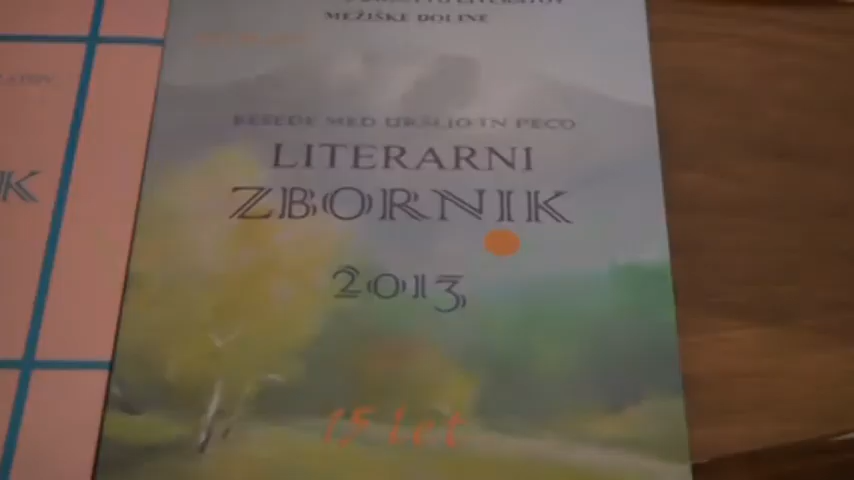 MEŽIŠKE DOLINE
BESEDE MED URŠLJO IN PECO
LITERARNI
ZBORNIK
2013
15 let
K